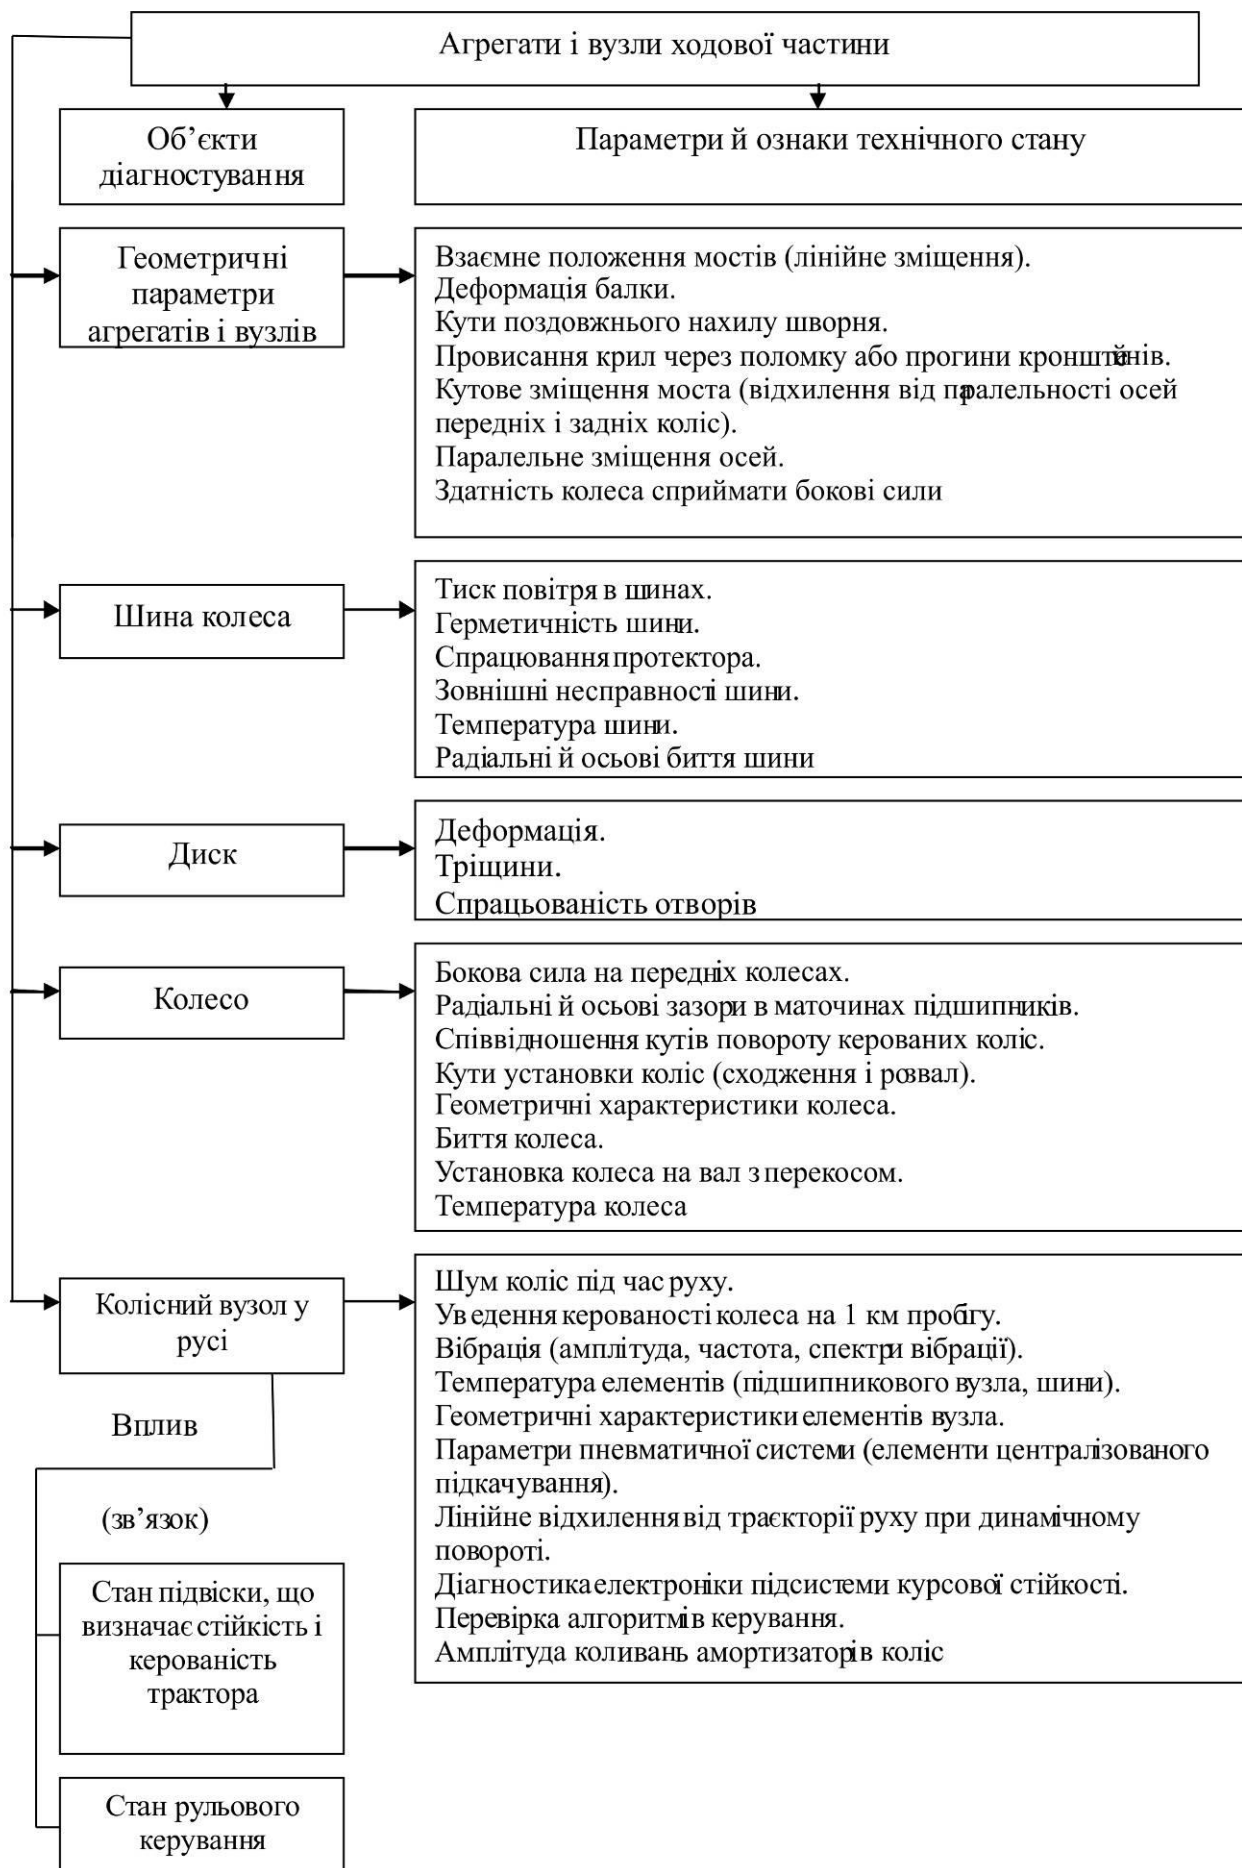 Агрегати і вузли ходової частини
Об’єкти
діагностування
Параметри й ознаки технічного стану
Геометричні
параметри
агрегатів і вузлів
Взаємне положення мостів (лінійне зміщення).
Деформація балки.
Кути поздовжнього нахилу шворня.
Провисання крил через поломку або прогини кронштейнів.
Кутове зміщення моста (відхилення від паралельності осей
передніх і задніх коліс).
Паралельне зміщення осей.
Здатність колеса сприймати бокові сили
Шина колеса
Тиск повітря в шинах.
Герметичність шини.
Спрацювання протектора.
Зовнішні несправності шини.
Температура шини.
Радіальні й осьові биття шини
Диск
Деформація.
Тріщини.
Спрацьованість отворів
Колесо
Бокова сила на передніх колесах.
Радіальні й осьові зазори в маточинах підшипників.
Співвідношення кутів повороту керованих коліс.
Кути установки коліс (сходження і розвал).
Геометричні характеристики колеса.
Биття колеса.
Установка колеса на вал з перекосом.
Температура колеса
Колісний вузол у
русі
Шум коліс під час руху.
Уведення керованості колеса на 1 км пробігу.
Вібрація (амплітуда, частота, спектри вібрації).
Температура елементів (підшипникового вузла, шини).
Геометричні характеристики елементів вузла.
Параметри пневматичної системи (елементи централізованого
підкачування).
Лінійне відхилення від траєкторії руху при динамічному
повороті.
Діагностика електроніки підсистеми курсової стійкості.
Перевірка алгоритмів керування.
Амплітуда коливань амортизаторів коліс
Вплив
(зв’язок)
Стан підвіски, що
визначає стійкість і
керованість
трактора
Стан рульового
керування